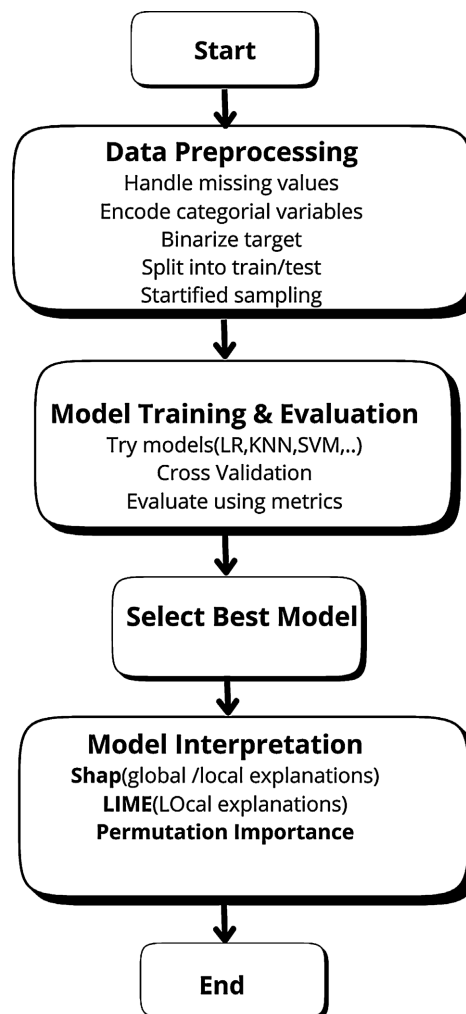 Start
Data Preprocessing
Handle missing values
Encode categorial variables
Binarize target
Split into train/test
Startified sampling
Model Training & Evaluation
Try models(LR,KNN,SVM,..)
Cross Validation
Evaluate using metrics
Select Best Model
Model Interpretation
Shap(global /local explanations)
LIME(LOcal explanations)
Permutation Importance
End